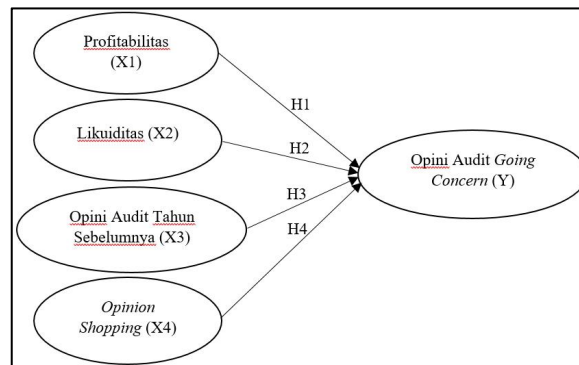 Profitabilitas
(X1)
H1
Likuiditas (X2)
H2
Opini Audit Going
Concern (Y)
Opini Audit Tahun
Sebelumnya (X3)
H3
H4
Opinion
Shopping (X4)